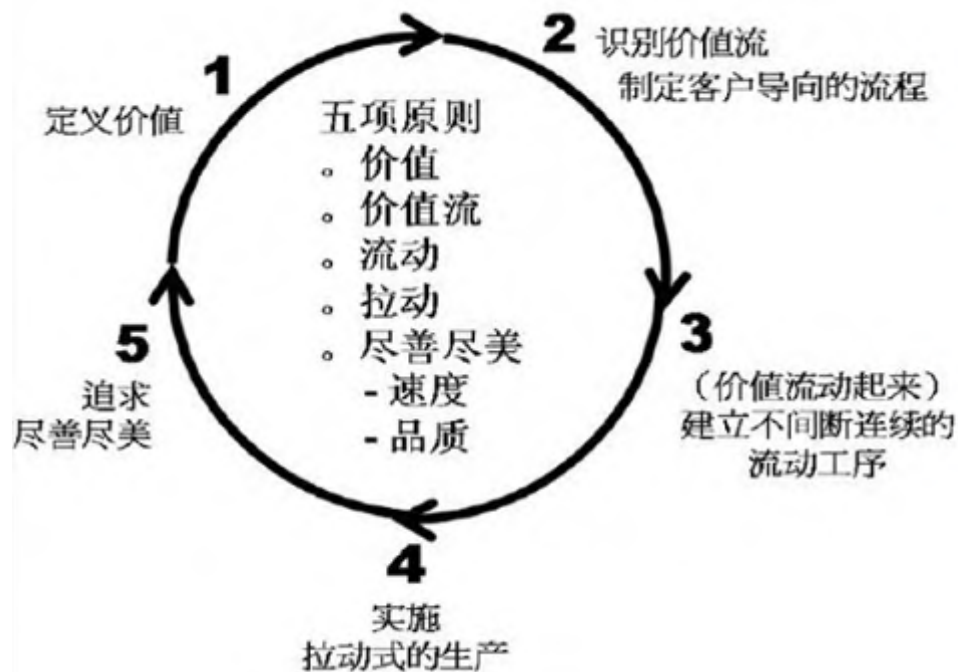 1
定义价值
2 识别价值流
制定客户导向的流程
五项原则
。价值
。价值流
。流动
。拉动
。尽善尽美
- 速度
- 品质
3
（价值流动起来）
建立不间断连续的
流动工序
4
实施
拉动式的生产
5
追求
尽善尽美